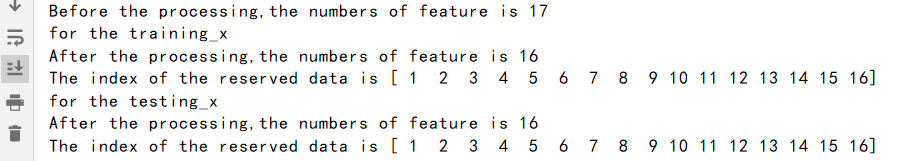 Before the processing,the numbers of feature is 17
for the training_x
After the processing,the numbers of feature is 16
The index of the reserved data is [ 1  2  3  4  5  6  7  8  9 10 11 12 13 14 15 16]
for the testing_x
After the processing,the numbers of feature is 16
The index of the reserved data is [ 1  2  3  4  5  6  7  8  9 10 11 12 13 14 15 16]